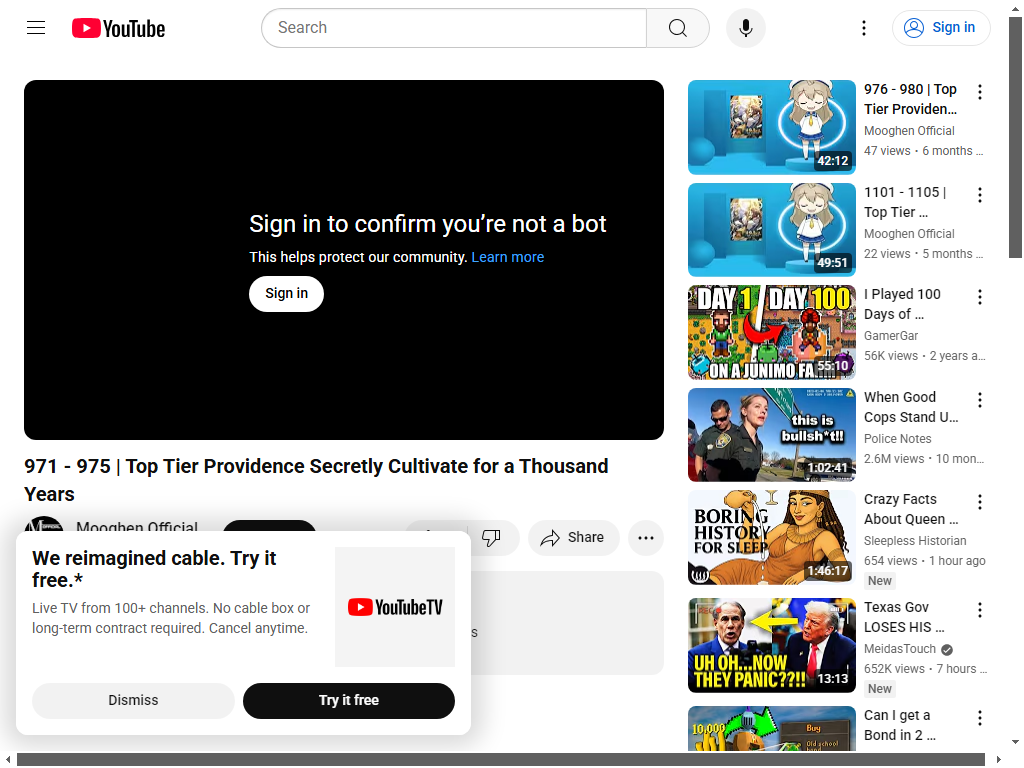 YouTube
Search
Sign in
Sign in to confirm you’re not a bot
This helps protect our community. Learn more
Sign in
971 - 975 | Top Tier Providence Secretly Cultivate for a Thousand
Years
Mooghen Official
Share
We reimagined cable. Try it
free.*
Live TV from 100+ channels. No cable box or
long-term contract required. Cancel anytime.
YouTubeTV
Dismiss
Try it free
s
42:12
976 - 980 | Top
Tier Providen...
Mooghen Official
47 views • 6 months ...
49:51
1101 - 1105 |
Top Tier ...
Mooghen Official
22 views • 5 months ...
DAY 1 DAY 100
ON A JUNIMO FA
55:10
I Played 100
Days of ...
GamerGar
56K views • 2 years a...
this is
bullsh*t!!
1:02:41
When Good
Cops Stand U...
Police Notes
2.6M views • 10 mon...
BORING
HISTORY
FOR SLEEP
1:46:17
Crazy Facts
About Queen ...
Sleepless Historian
654 views • 1 hour ago
New
UH OH...NOW
THEY PANIC??!!
13:13
Texas Gov
LOSES HIS ...
MeidasTouch
652K views • 7 hours ...
New
10,000
Buy
Old school
bond
Can I get a
Bond in 2 ...